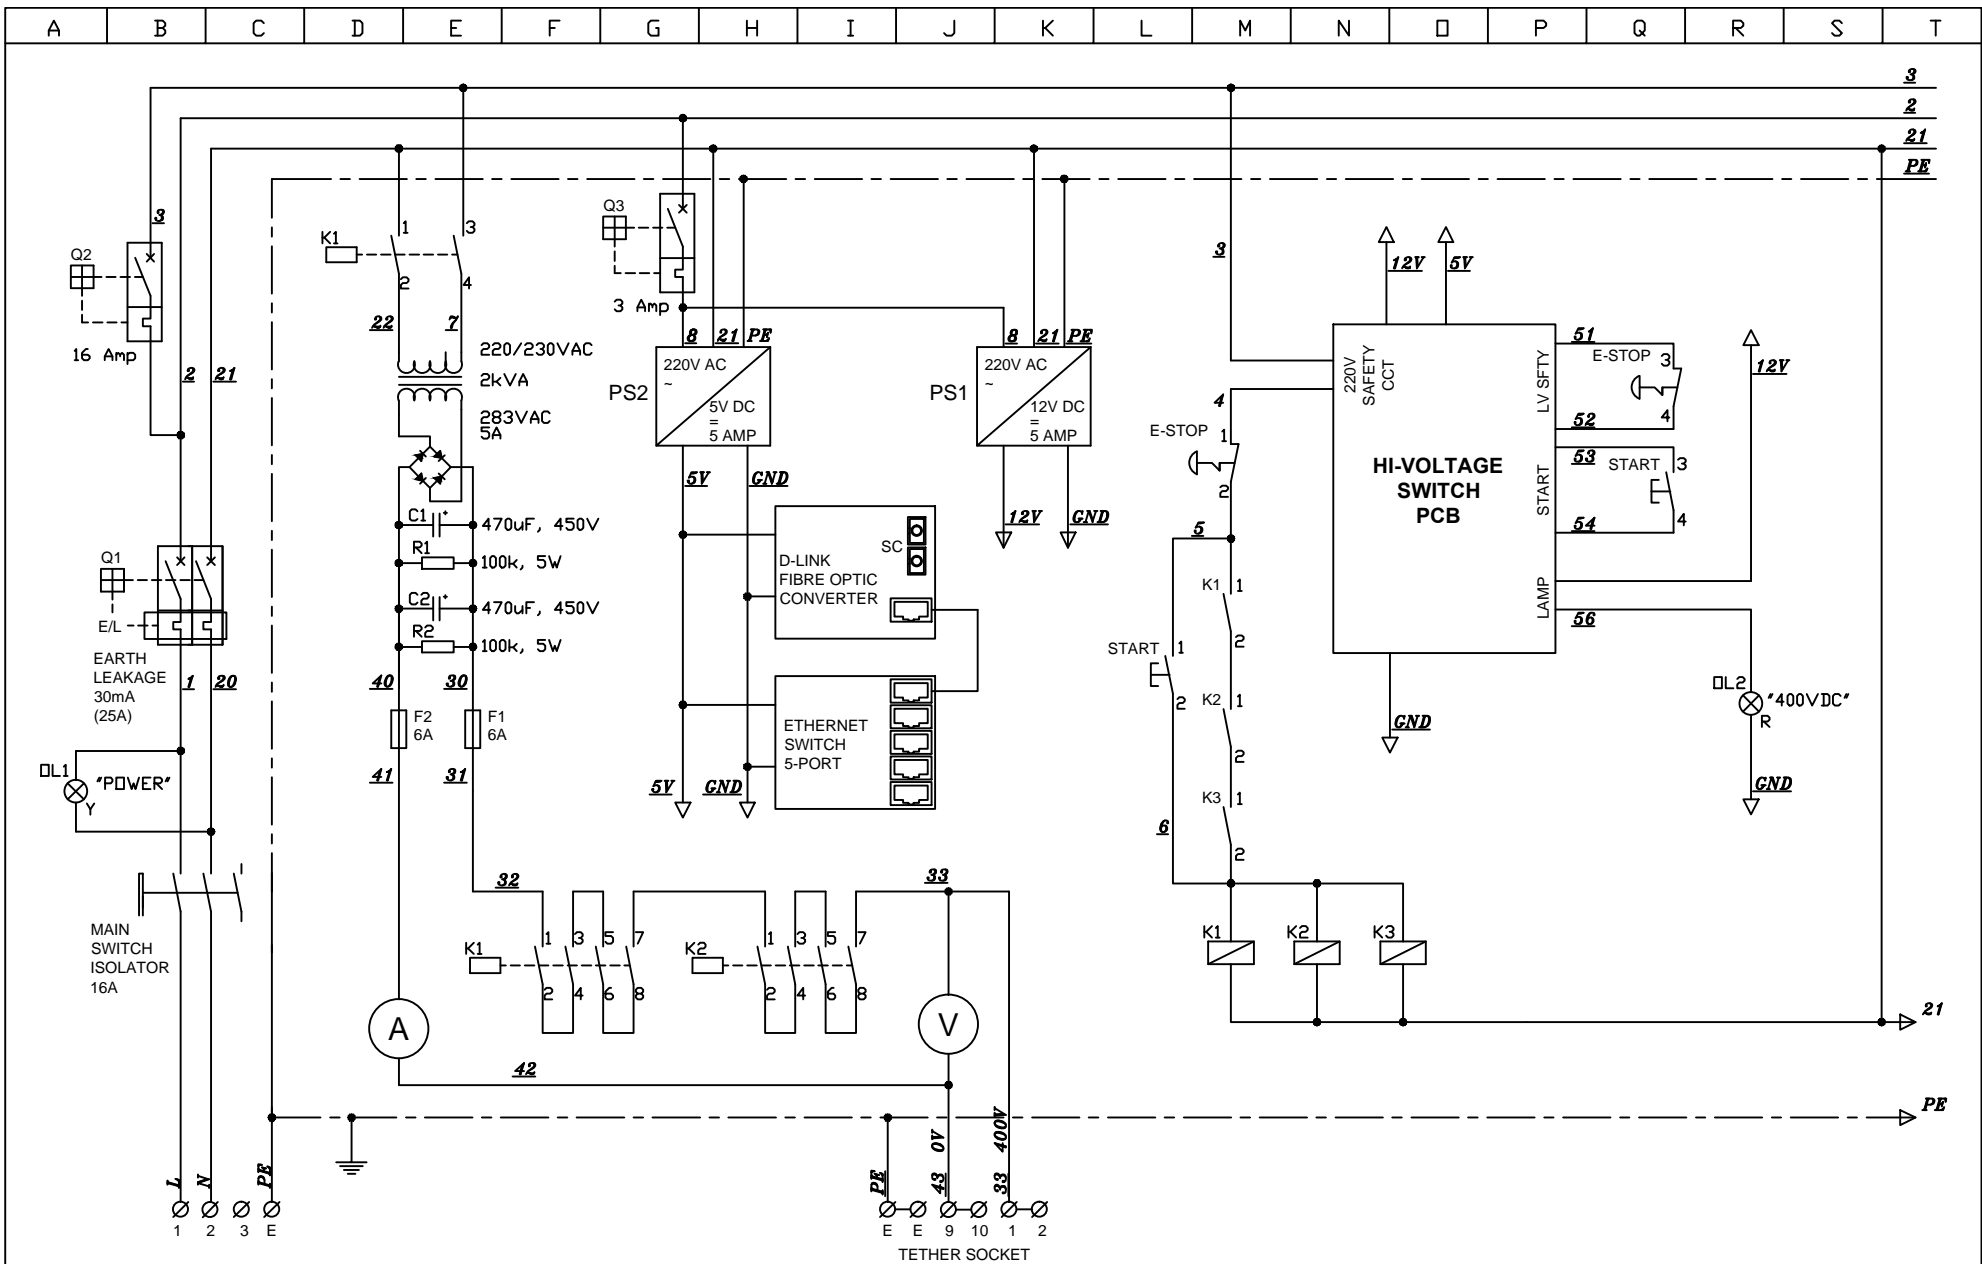 A B C D E F G H I J K L M N O P Q R S T
3
2
21
PE
3
Q2
16 Amp
2 21
Q1
E/L
EARTH
LEAKAGE
30mA
(25A)
1 20
OL1
"POWER"
Y
MAIN
SWITCH
ISOLATOR
16A
L N PE
1 2 3 E
K1
1 3
2 4
22 7
220/230VAC
2kVA
283VAC
5A
C1 + 470uF, 450V
R1 100k, 5W
C2 + 470uF, 450V
R2 100k, 5W
40 30
F2
6A
F1
6A
41 31
A
42
32
K1
1 3 5 7
2 4 6 8
K2
1 3 5 7
2 4 6 8
33
V
0V 400V
PE 43 33
E E 9 10 1 2
TETHER SOCKET
Q3
3 Amp
8 21 PE
PS2
220V AC
~
5V DC
=
5 AMP
5V GND
8 21 PE
PS1
220V AC
~
12V DC
=
5 AMP
12V GND
D-LINK
FIBRE OPTIC
CONVERTER
SC
ETHERNET
SWITCH
5-PORT
5V GND
3
4
E-STOP
1
2
5
START
1
2
6
K1 1
2
K2 1
2
K3 1
2
K1 K2 K3
12V 5V
220V
SAFETY
CCT
HI-VOLTAGE
SWITCH
PCB
LV SFTY
START
LAMP
GND
51
E-STOP 3
4
52
53
START 3
4
54
56
12V
OL2
"400VDC"
R
GND
21
PE